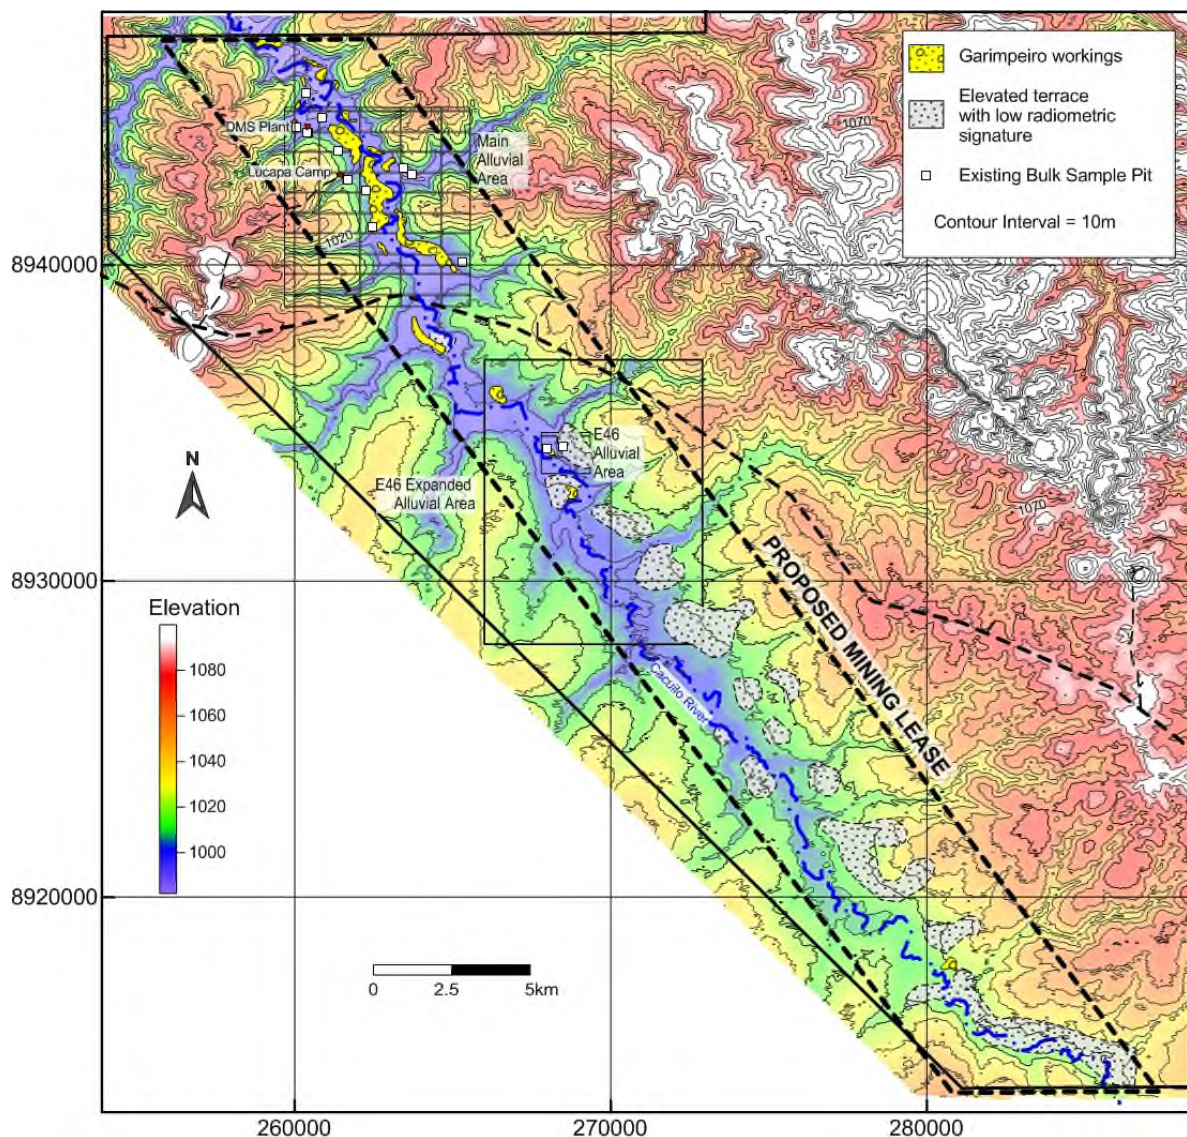 Garimpeiro workings
Elevated terrace
with low radiometric
signature
Existing Bulk Sample Pit
Contour Interval = 10m
1070
DMS Plant
Main
Alluvial
Area
Lucapa Camp
1020
8940000
E46
Alluvial
Area
E46 Expanded
Alluvial Area
N
1070
8930000
PROPOSED MINING LEASE
Elevation
1080
1060
1040
1020
1000
Cacuilo River
8920000
0
2.5
5km
260000
270000
280000